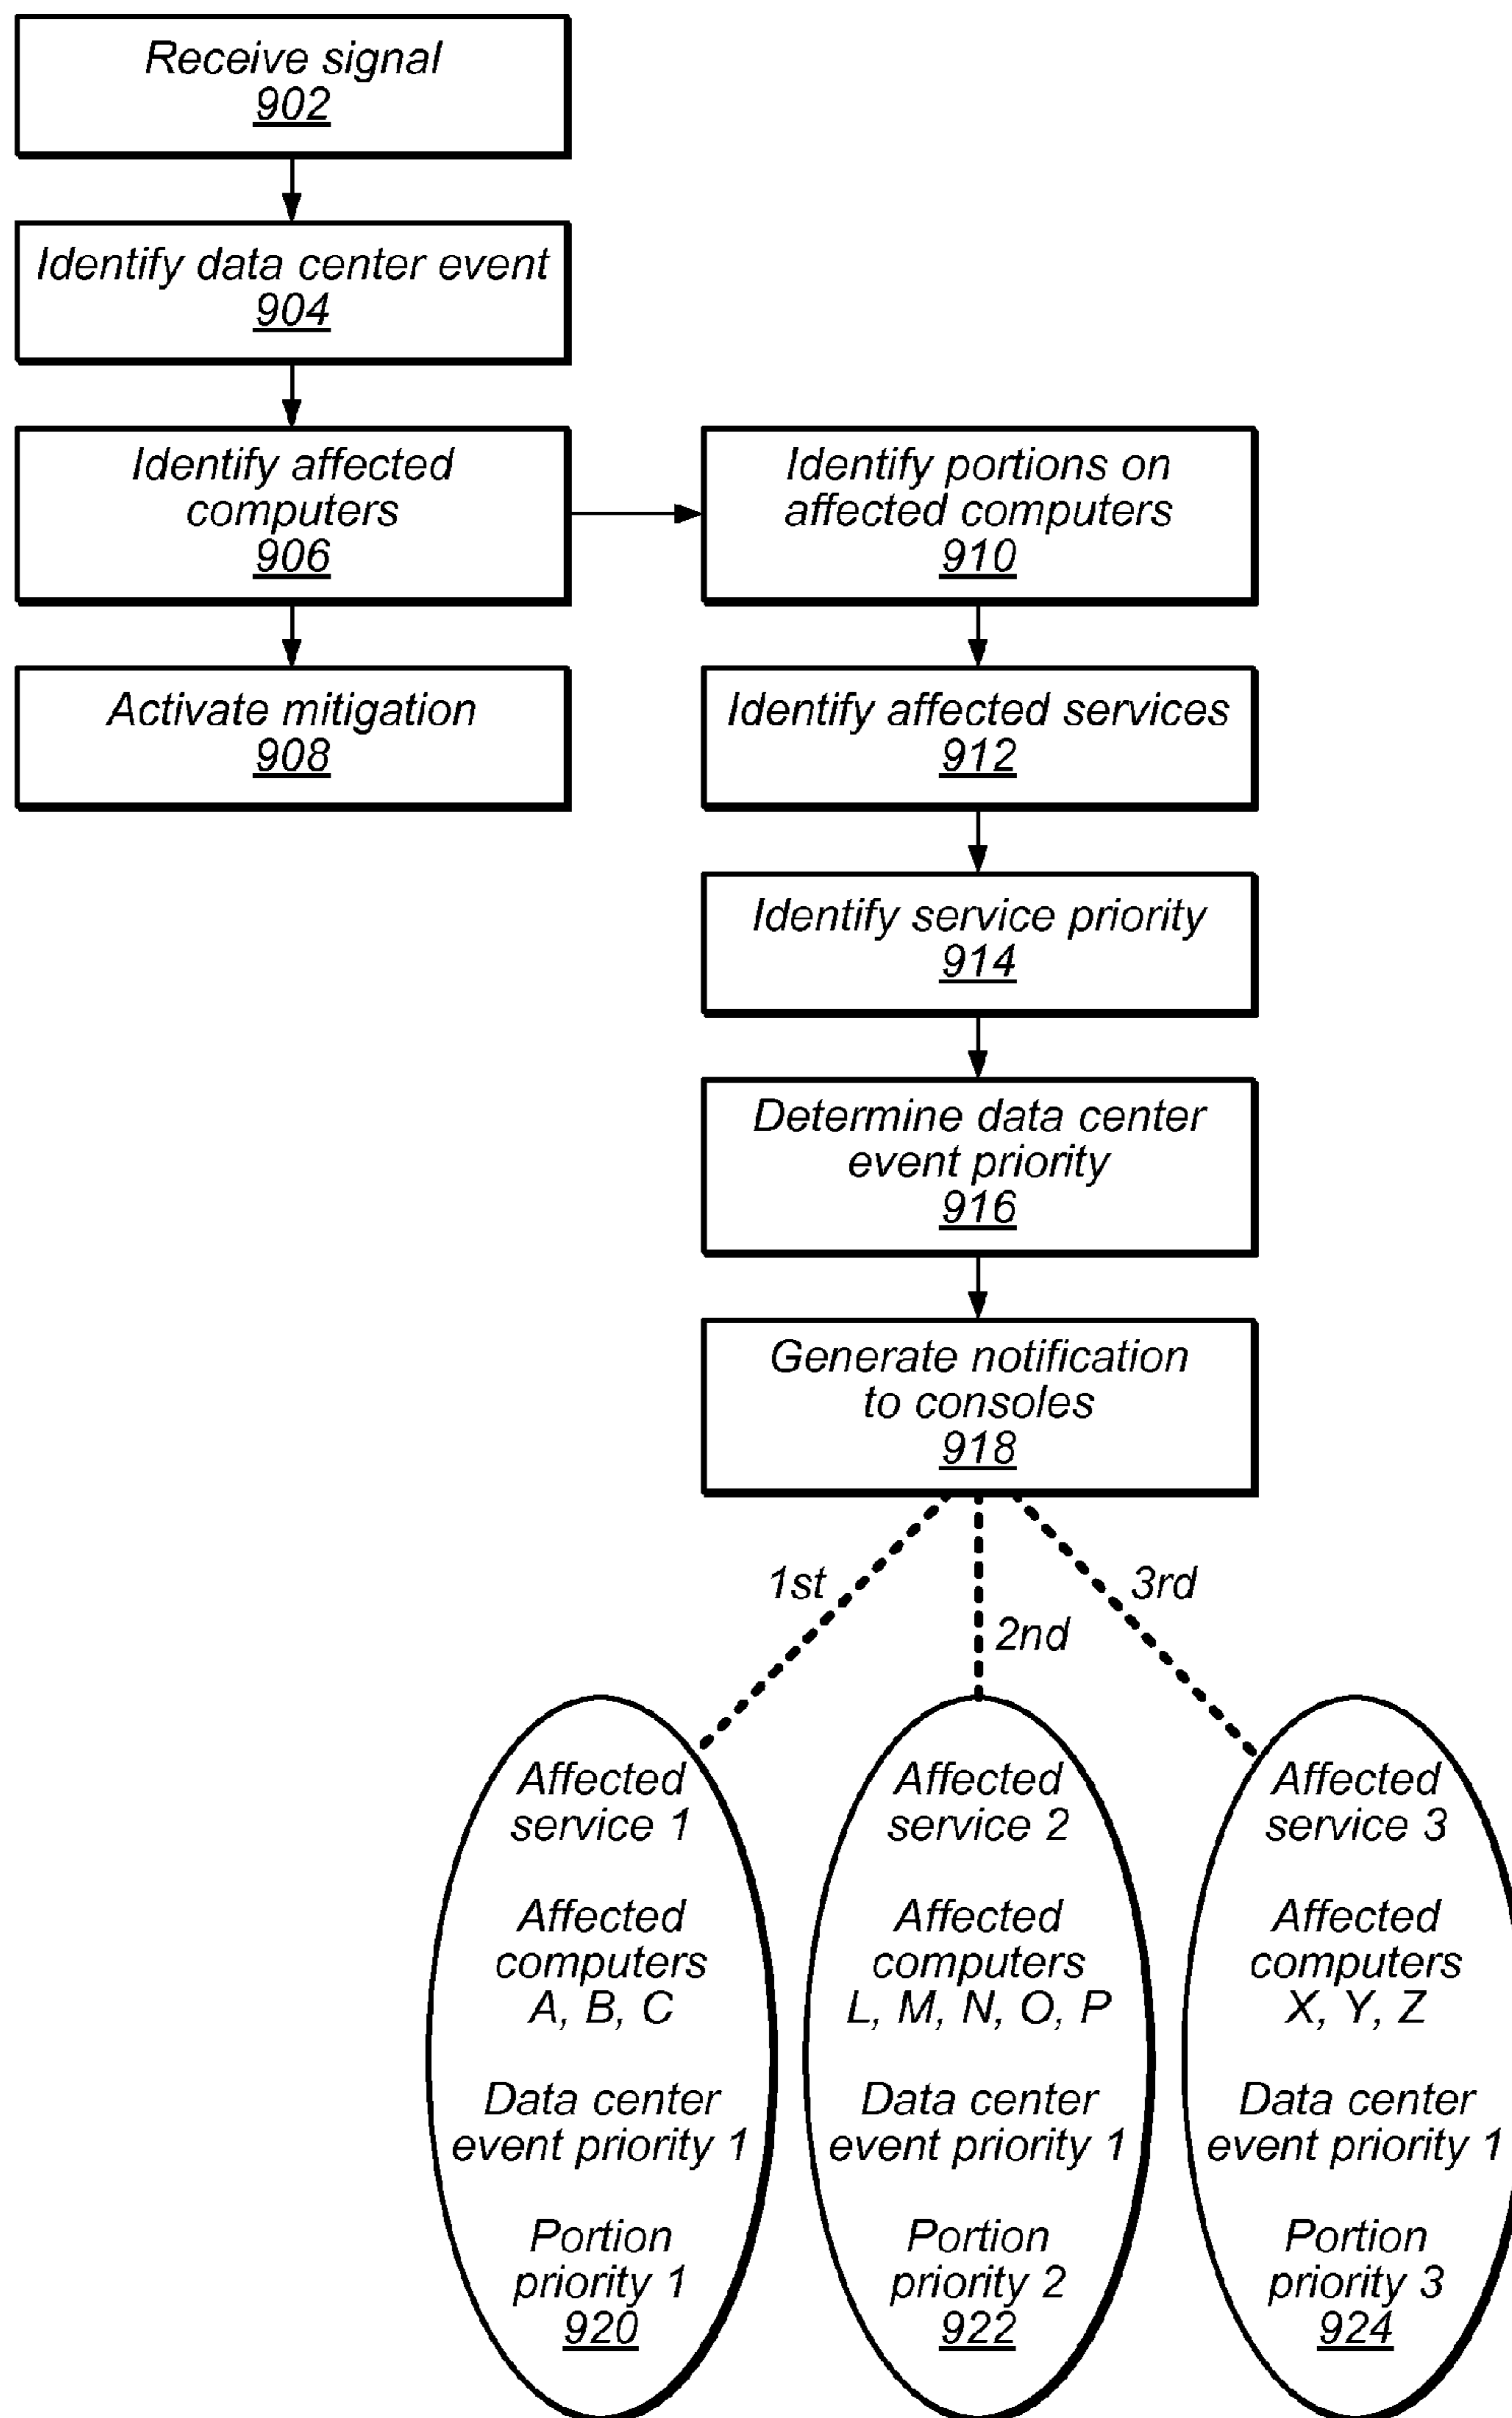 Receive signal
902
Identify data center event
904
Identify affected
computers
906
Activate mitigation
908
Identify portions on
affected computers
910
Identify affected services
912
Identify service priority
914
Determine data center
event priority
916
Generate notification
to consoles
918
1st
2nd
3rd
Affected
service 1
Affected
computers
A, B, C
Data center
event priority 1
Portion
priority 1
920
Affected
service 2
Affected
computers
L, M, N, O, P
Data center
event priority 1
Portion
priority 2
922
Affected
service 3
Affected
computers
X, Y, Z
Data center
event priority 1
Portion
priority 3
924